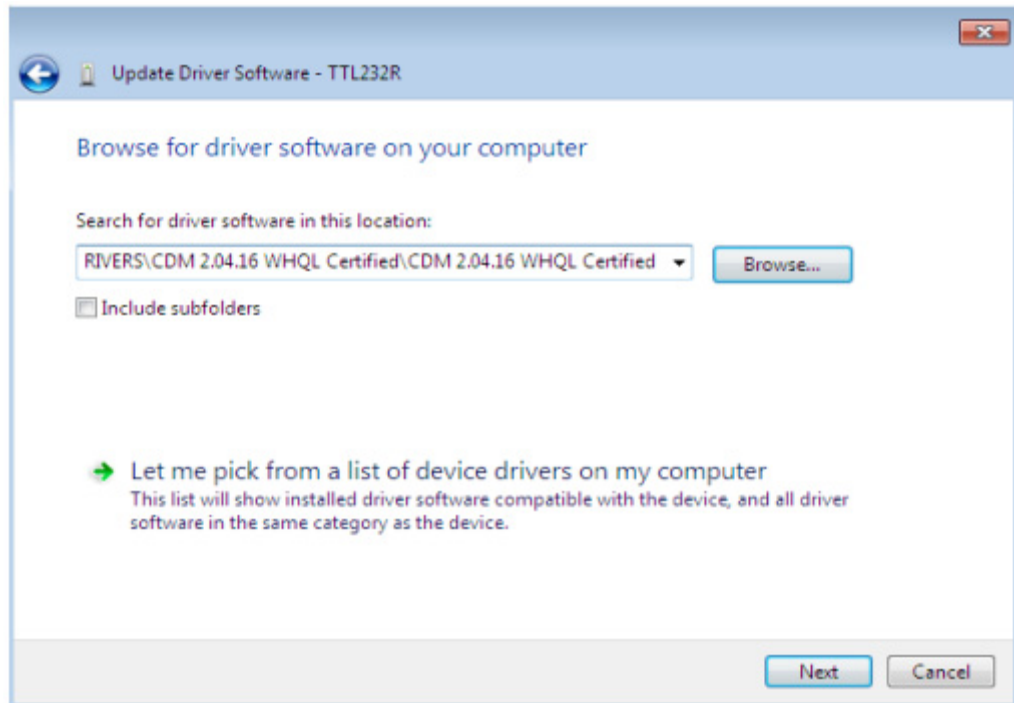 Update Driver Software - TTL232R
Browse for driver software on your computer
Search for driver software in this location:
RIVERS\CDM 2.04.16 WHQL Certified\CDM 2.04.16 WHQL Certified
Browse...
Include subfolders
Let me pick from a list of device drivers on my computer
This list will show installed driver software compatible with the device, and all driver
software in the same category as the device.
Next
Cancel